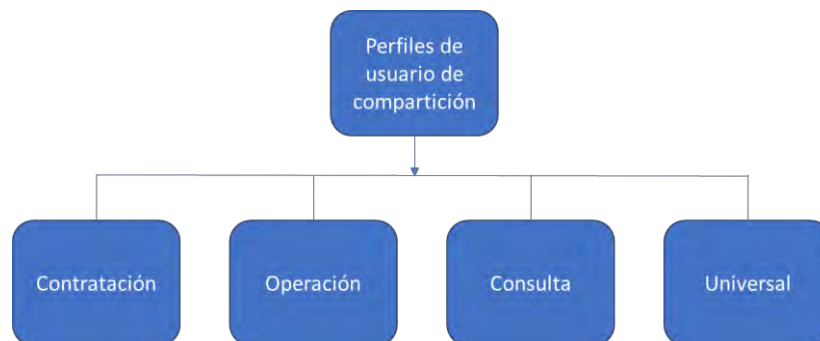 Perfiles de
usuario de
compartición
Contratación
Operación
Consulta
Universal